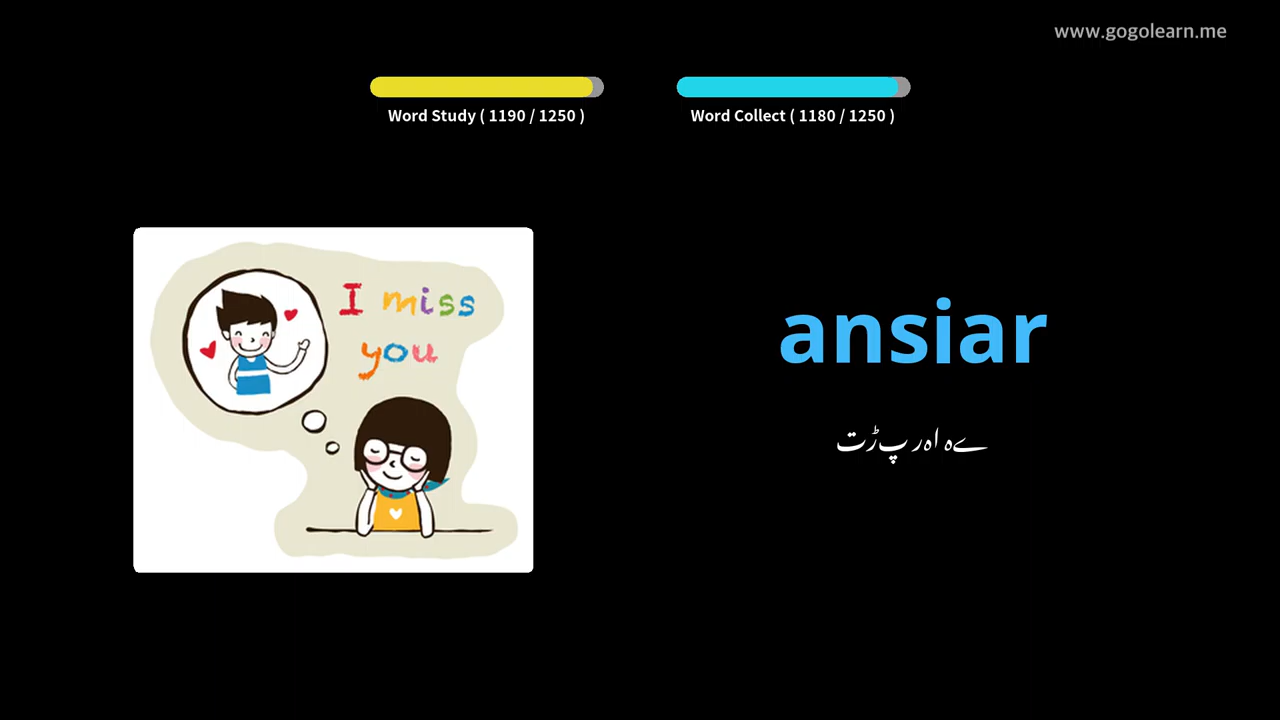 www.gogolearn.me
Word Study ( 1190 / 1250 )
Word Collect ( 1180 / 1250 )
I miss
you
ansiar
ےہ اہر پڑت